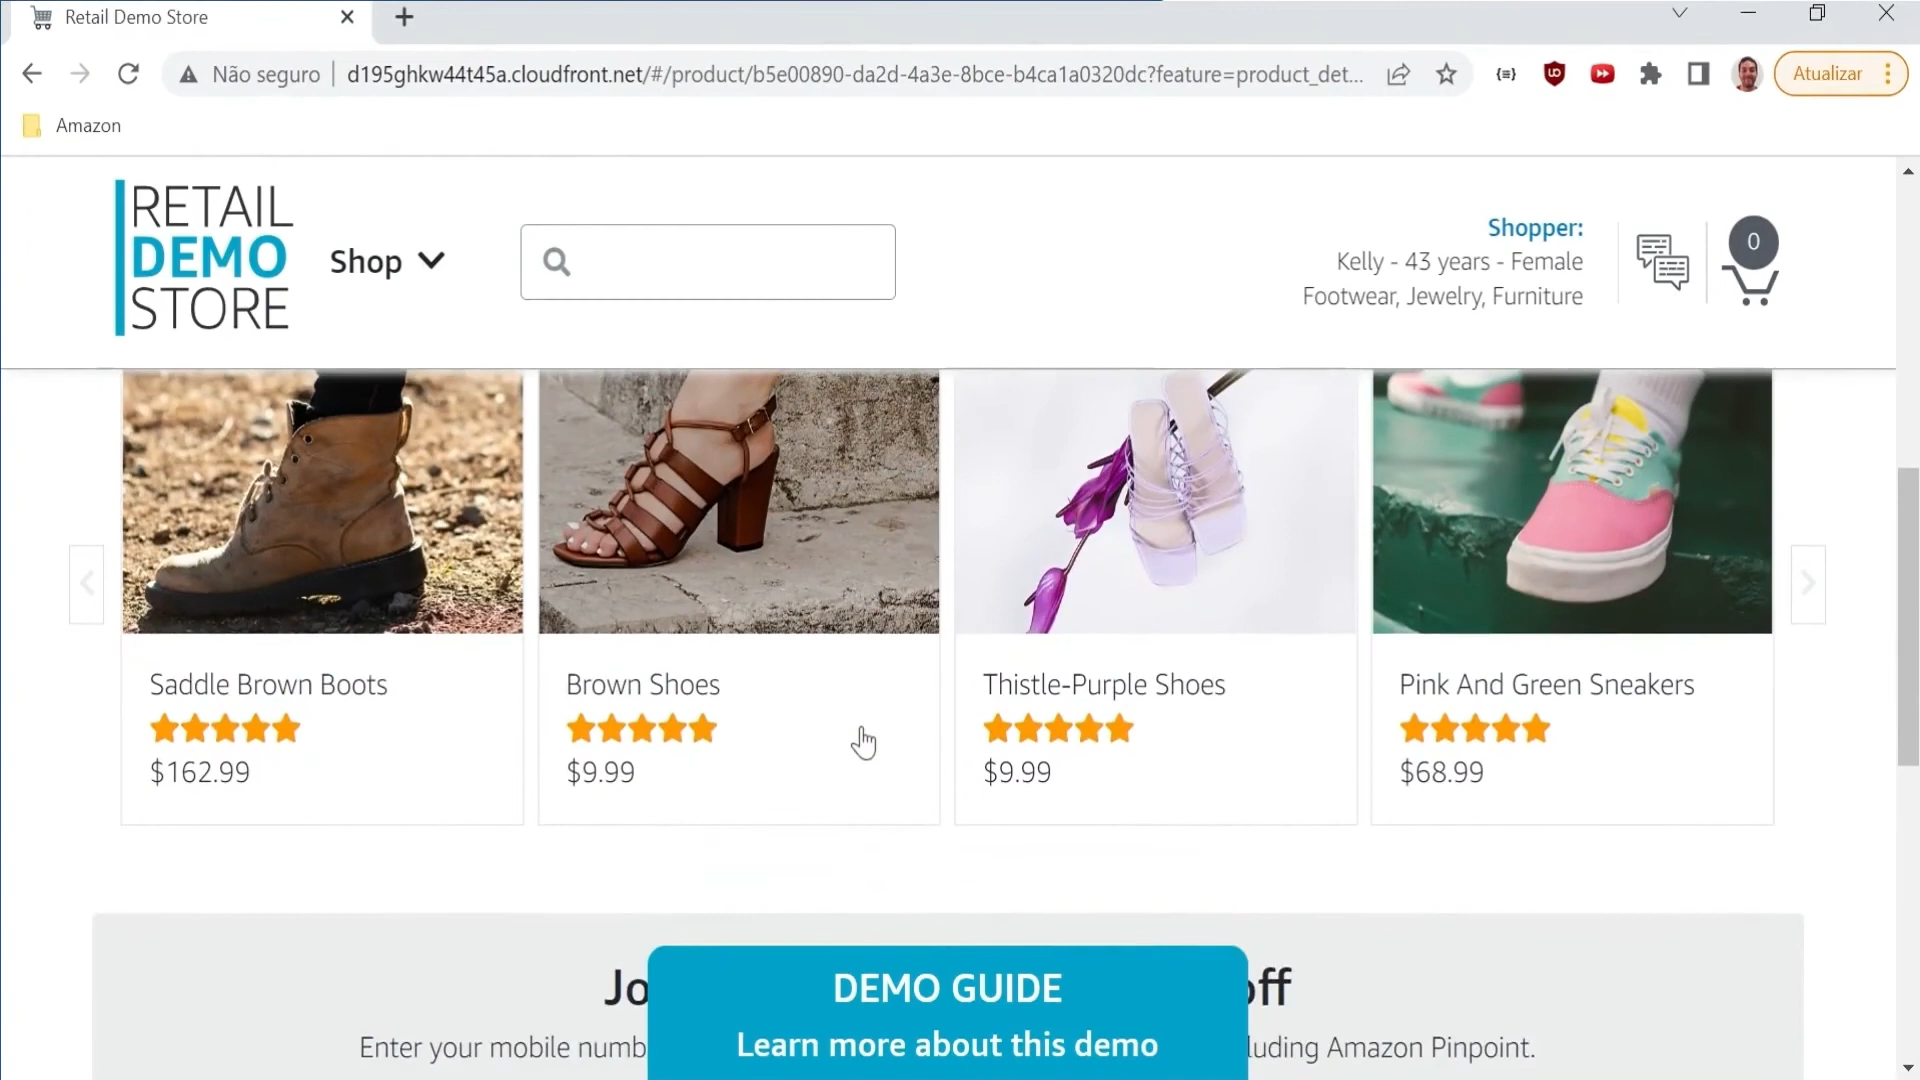 Retail Demo Store
Não seguro
d195ghkw44t45a.cloudfront.net/#/product/b5e00890-da2d-4a3e-8bce-b4ca1a0320dc?feature=product_det...
Atualizar
Amazon
RETAIL
DEMO
STORE
Shop
Shopper:
Kelly - 43 years - Female
Footwear, Jewelry, Furniture
0
Saddle Brown Boots
$162.99
Brown Shoes
$9.99
Thistle-Purple Shoes
$9.99
Pink And Green Sneakers
$68.99
Jo
off
Enter your mobile numb
luding Amazon Pinpoint.
DEMO GUIDE
Learn more about this demo